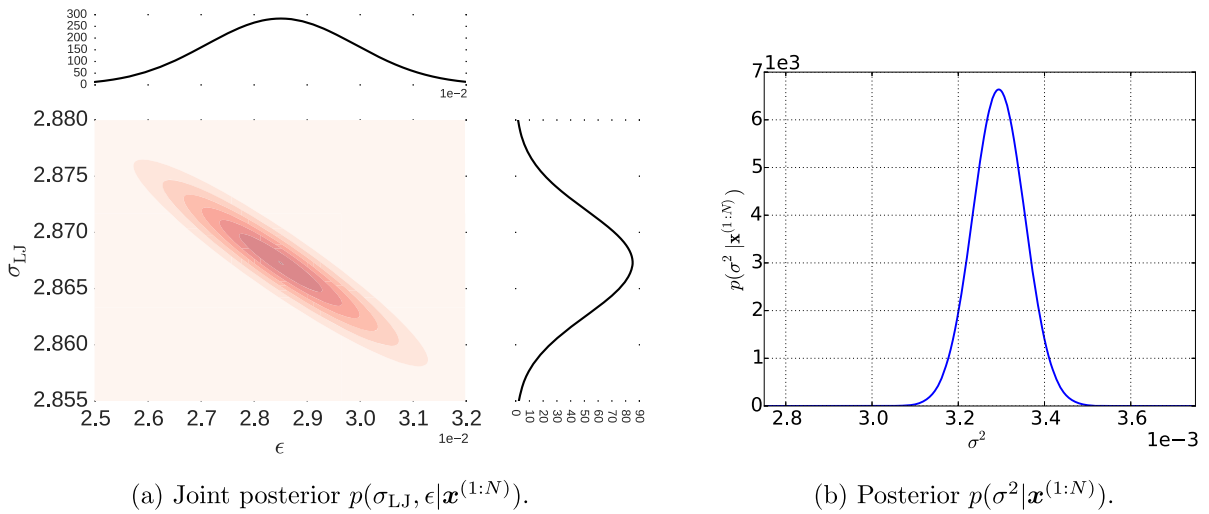 300
250
200
150
100
50
0
1e−2
2.880
2.875
2.870
2.865
2.860
2.855
σ_LJ
2.5 2.6 2.7 2.8 2.9 3.0 3.1 3.2
1e−2
ϵ
0 10 20 30 40 50 60 70 80 90
(a) Joint posterior p(σ_LJ, ϵ|x^(1:N)).
1e3
7
6
5
4
3
2
1
0
p(σ² |x^(1:N))
2.8 3.0 3.2 3.4 3.6
1e−3
σ²
(b) Posterior p(σ²|x^(1:N)).